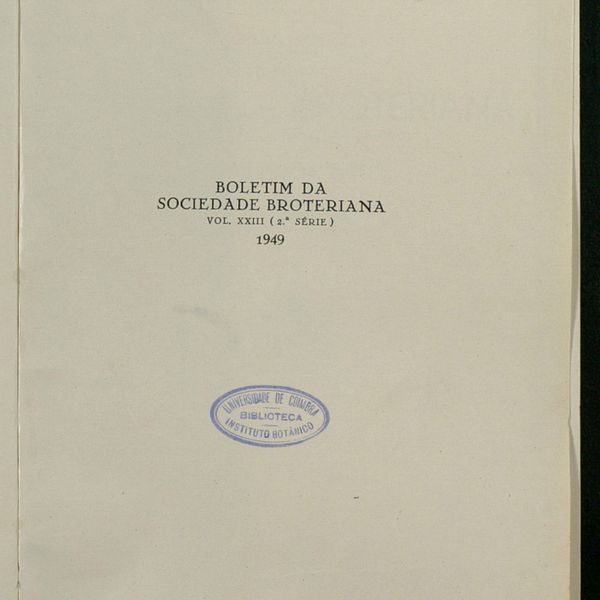 BOLETIM DA
SOCIEDADE BROTERIANA
VOL. XXIII (2.ª SÉRIE)
1949
UNIVERSIDADE DE COIMBRA
BIBLIOTECA
INSTITUTO BOTÂNICO